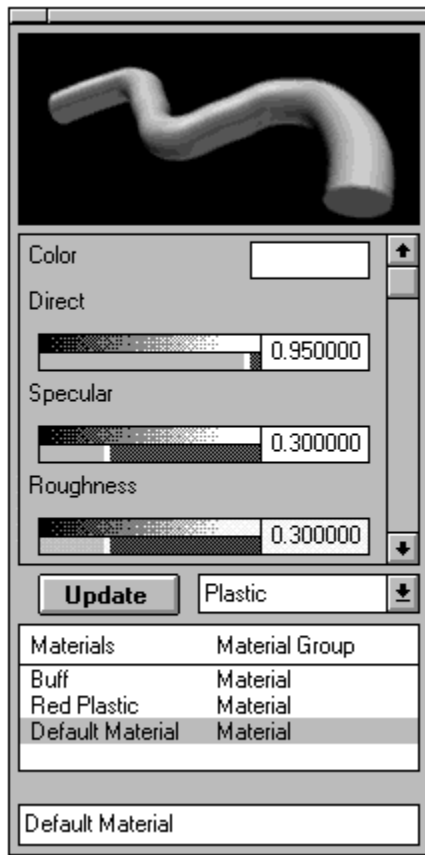 Color
Direct
0.950000
Specular
0.300000
Roughness
0.300000
Update Plastic
Materials Material Group
Buff Material
Red Plastic Material
Default Material Material
Default Material